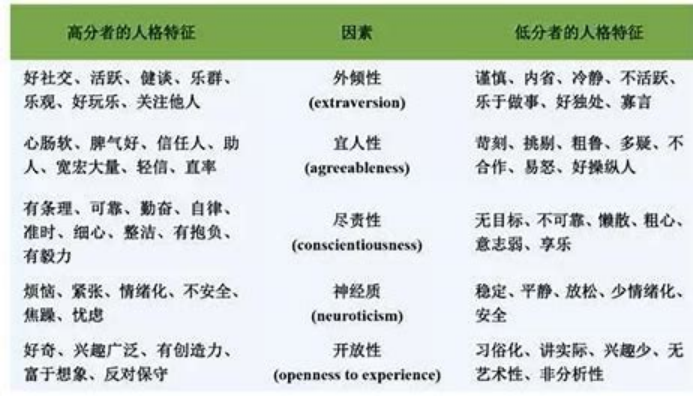 高分者的人格特征 因素 低分者的人格特征
好社交、活跃、健谈、乐群、
乐观、好玩乐、关注他人
外倾性
(extraversion)
谨慎、内省、冷静、不活跃、
乐于做事、好独处、寡言
心肠软、脾气好、信任人、助
人、宽宏大量、轻信、直率
宜人性
(agreeableness)
苛刻、挑剔、粗鲁、多疑、不
合作、易怒、好操纵人
有条理、可靠、勤奋、自律、
准时、细心、整洁、有抱负、
有毅力
尽责性
(conscientiousness)
无目标、不可靠、懒散、粗心、
意志弱、享乐
烦恼、紧张、情绪化、不安全、
焦躁、忧虑
神经质
(neuroticism)
稳定、平静、放松、少情绪化、
安全
好奇、兴趣广泛、有创造力、
富于想象、反对保守
开放性
(openness to experience)
习俗化、讲实际、兴趣少、无
艺术性、非分析性